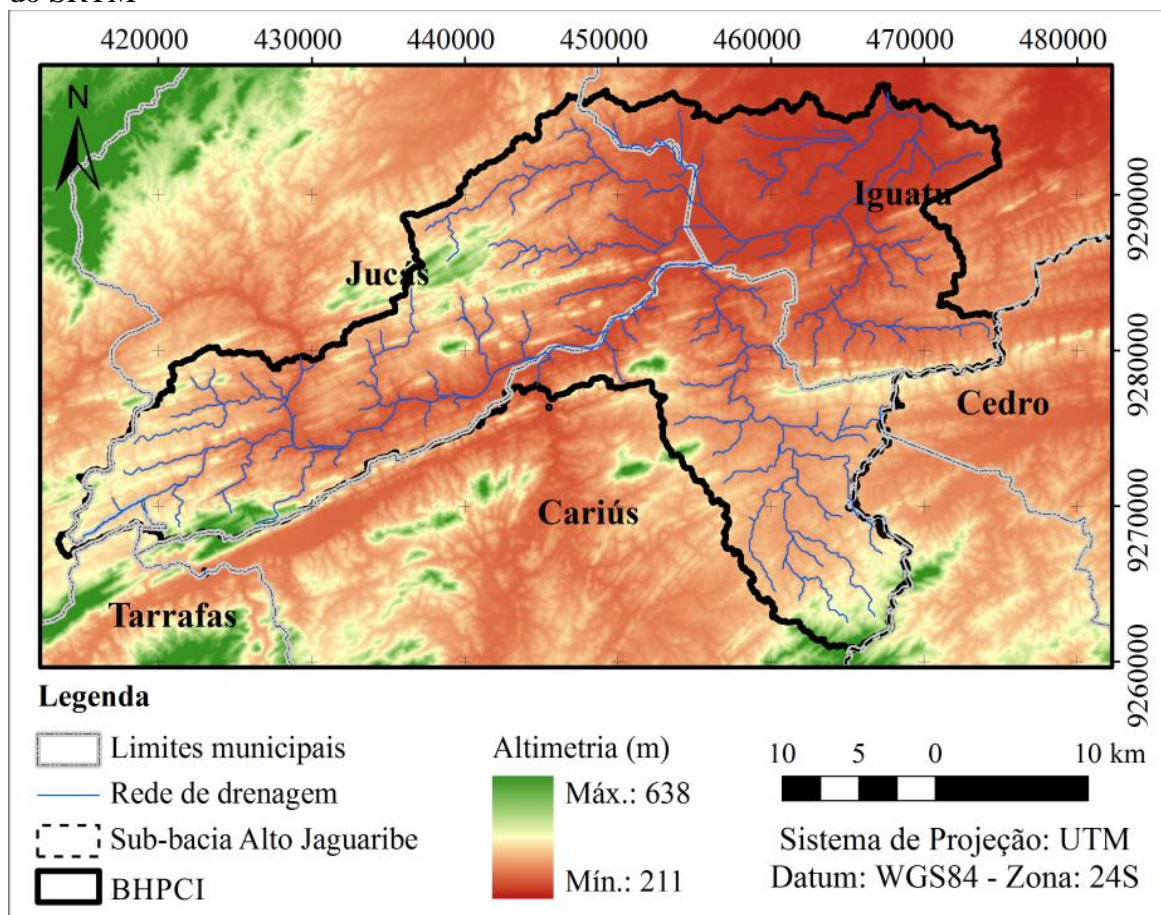 do SRTM
420000 430000 440000 450000 460000 470000 480000
N
9290000
Iguatu
Jucás
9280000
Cedro
Cariús
9270000
Tarrafas
9260000
Legenda
Limites municipais
Rede de drenagem
Sub-bacia Alto Jaguaribe
BHPCI
Altimetria (m)
Máx.: 638
Mín.: 211
10 5 0 10 km
Sistema de Projeção: UTM
Datum: WGS84 - Zona: 24S